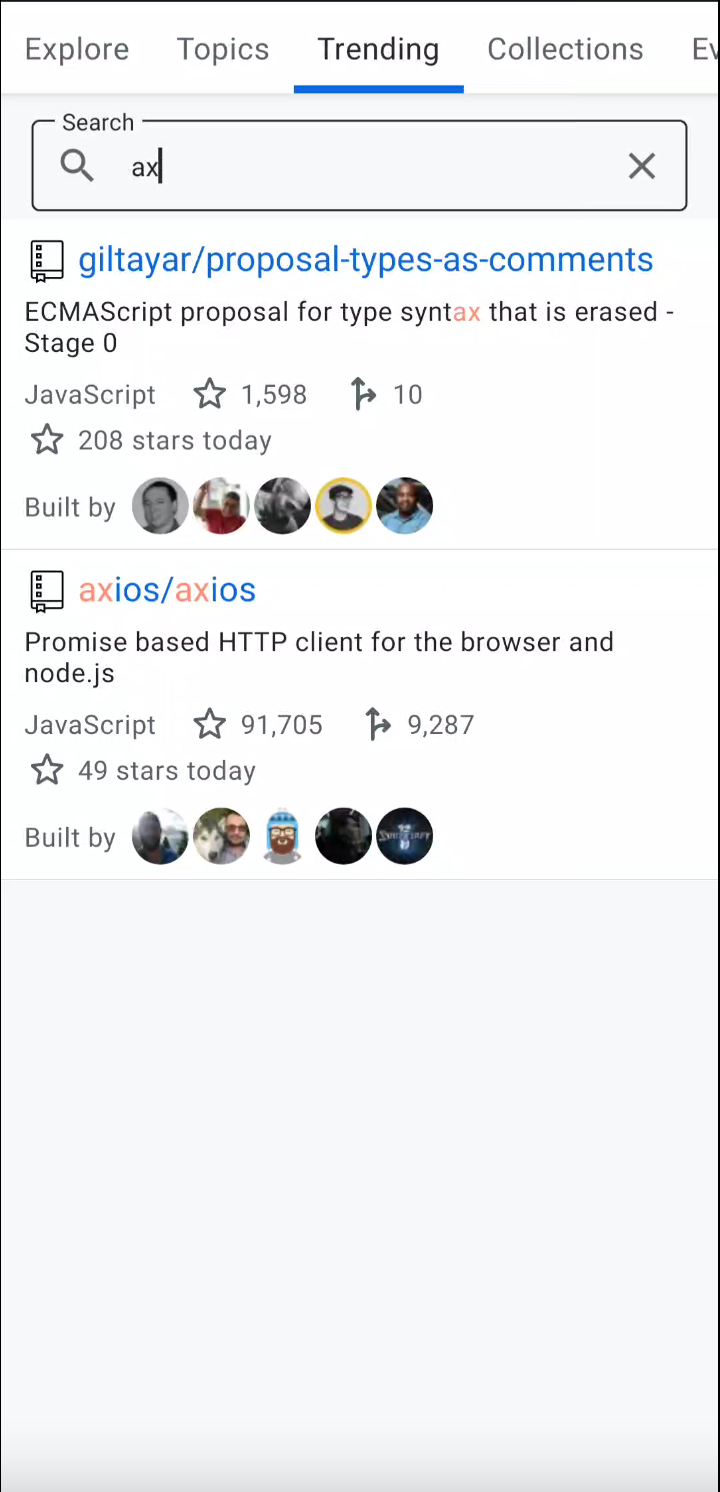 Explore Topics Trending Collections Ev
Search
ax
giltayar/proposal-types-as-comments
ECMAScript proposal for type syntax that is erased -
Stage 0
JavaScript 1,598 10
208 stars today
Built by
axios/axios
Promise based HTTP client for the browser and
node.js
JavaScript 91,705 9,287
49 stars today
Built by